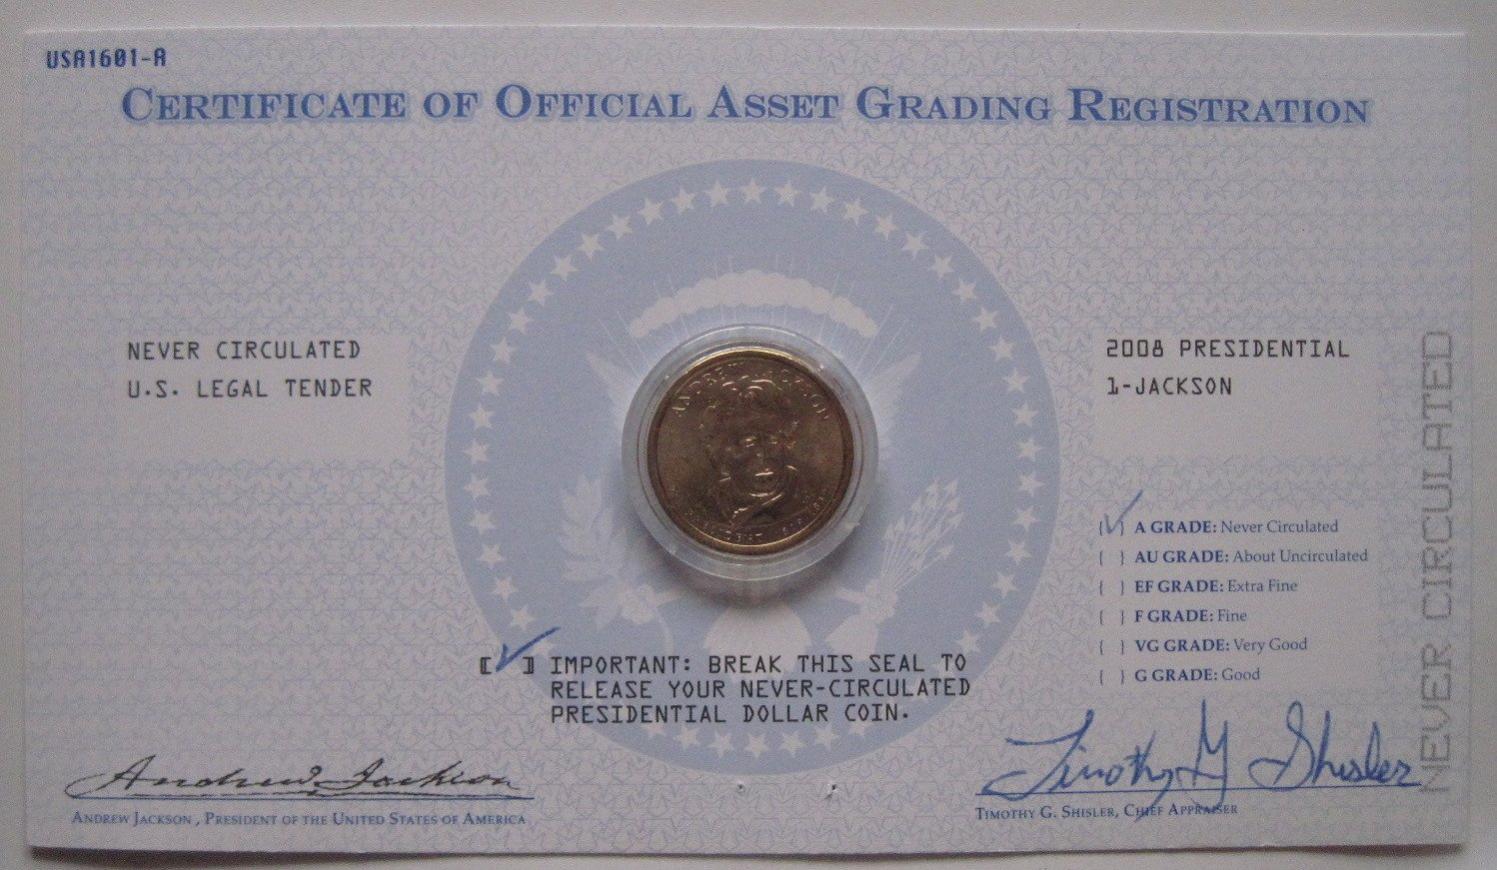 USA1601-A
CERTIFICATE OF OFFICIAL ASSET GRADING REGISTRATION
NEVER CIRCULATED
U.S. LEGAL TENDER
ANDREW JACKSON
2008 PRESIDENTIAL
1-JACKSON
NEVER CIRCULATED
{✓} A GRADE: Never Circulated
{ } AU GRADE: About Uncirculated
{ } EF GRADE: Extra Fine
{ } F GRADE: Fine
{ } VG GRADE: Very Good
{ } G GRADE: Good
[✓] IMPORTANT: BREAK THIS SEAL TO
RELEASE YOUR NEVER-CIRCULATED
PRESIDENTIAL DOLLAR COIN.
Andrew Jackson
ANDREW JACKSON, PRESIDENT OF THE UNITED STATES OF AMERICA
Timothy G Shisler
TIMOTHY G. SHISLER, CHIEF APPRAISER